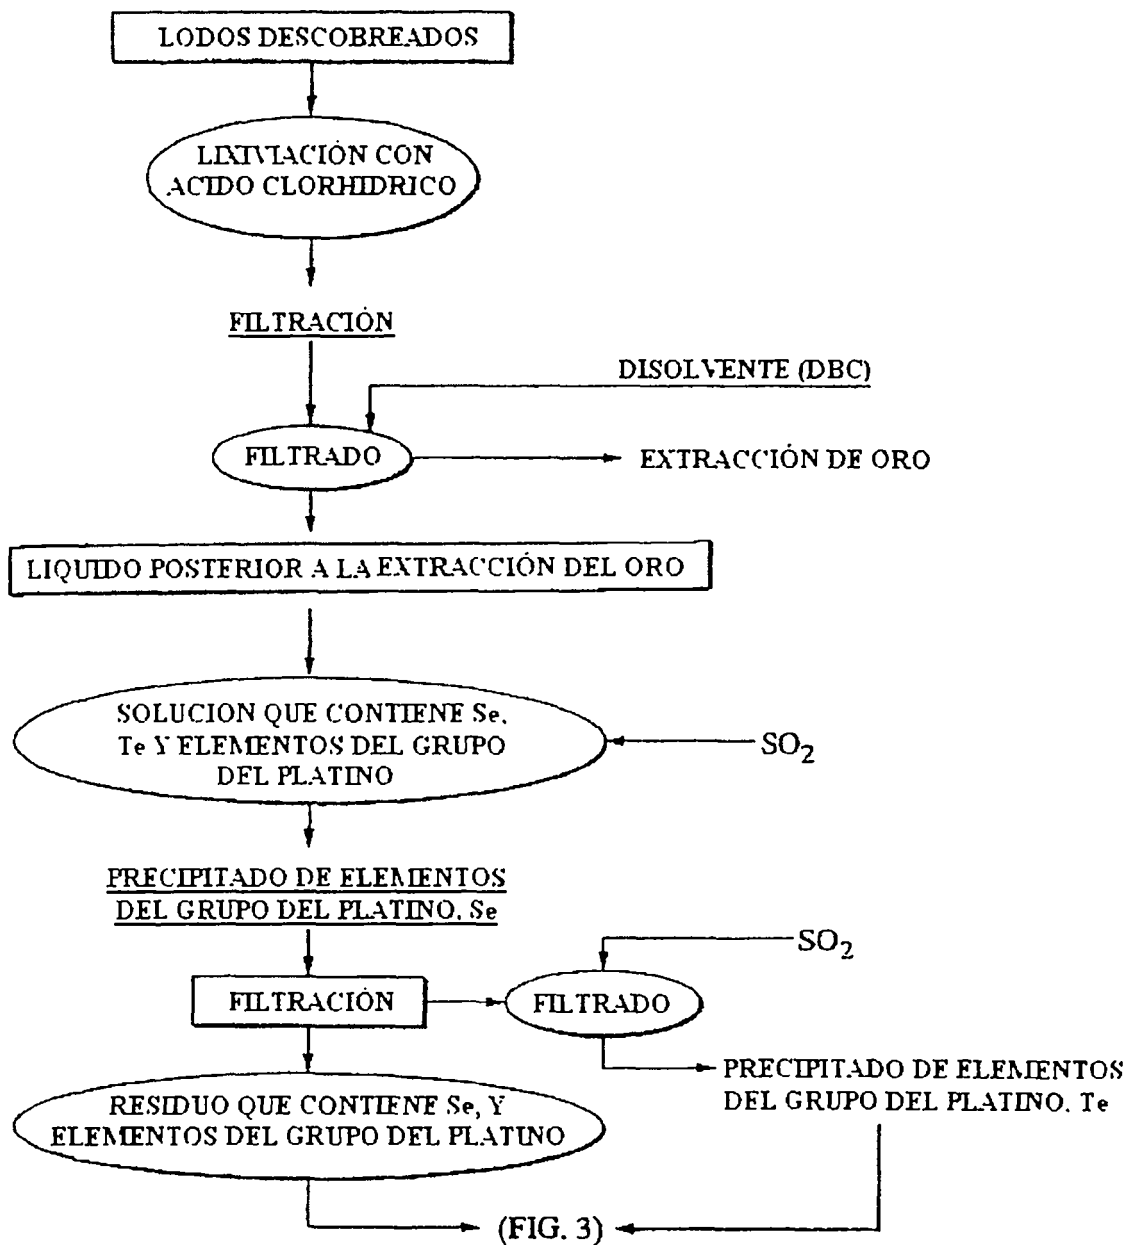 LODOS DESCOBREADOS
LIXIVIACIÓN CON
ACIDO CLORHIDRICO
FILTRACIÓN
DISOLVENTE (DBC)
FILTRADO
EXTRACCIÓN DE ORO
LIQUIDO POSTERIOR A LA EXTRACCIÓN DEL ORO
SOLUCION QUE CONTIENE Se,
Te Y ELEMENTOS DEL GRUPO
DEL PLATINO
SO2
PRECIPITADO DE ELEMENTOS
DEL GRUPO DEL PLATINO, Se
SO2
FILTRACIÓN
FILTRADO
PRECIPITADO DE ELEMENTOS
DEL GRUPO DEL PLATINO, Te
RESIDUO QUE CONTIENE Se, Y
ELEMENTOS DEL GRUPO DEL PLATINO
(FIG. 3)